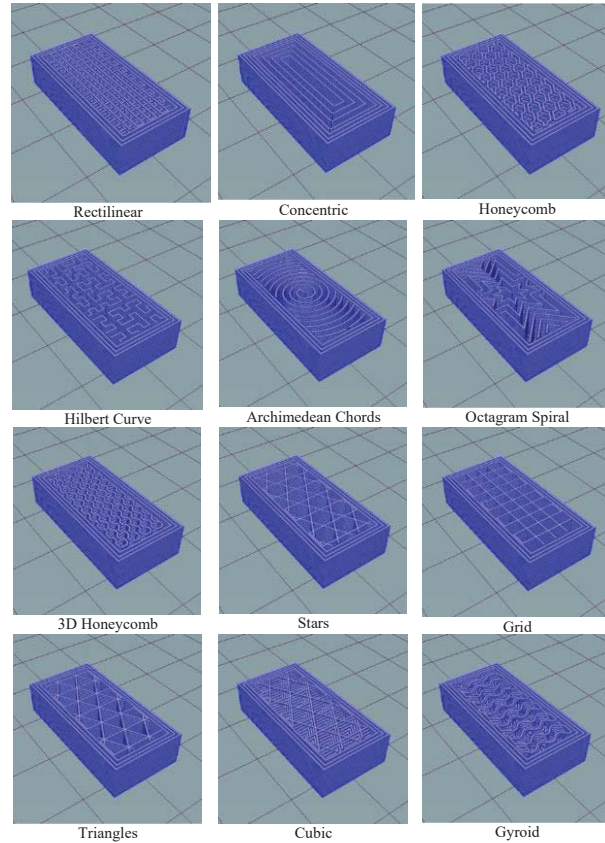 Rectilinear
Concentric
Honeycomb
Hilbert Curve
Archimedean Chords
Octagram Spiral
3D Honeycomb
Stars
Grid
Triangles
Cubic
Gyroid